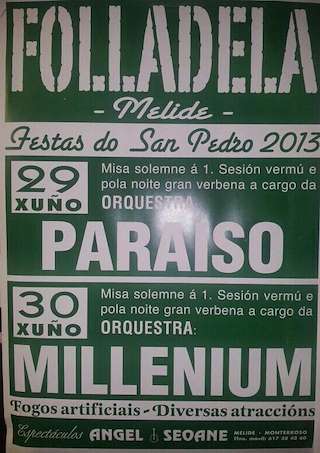 FOLLADELA
- Melide -
Festas do San Pedro 2013
29
XUÑO
Misa solemne á 1. Sesión vermú e
pola noite gran verbena a cargo da
ORQUESTRA:
PARAISO
30
XUÑO
Misa solemne á 1. Sesión vermú e
pola noite gran verbena a cargo da
ORQUESTRA:
MILLENIUM
Fogos artificiais - Diversas atraccións
Espectáculos ANGEL SEOANE
MELIDE - MONTERROSO